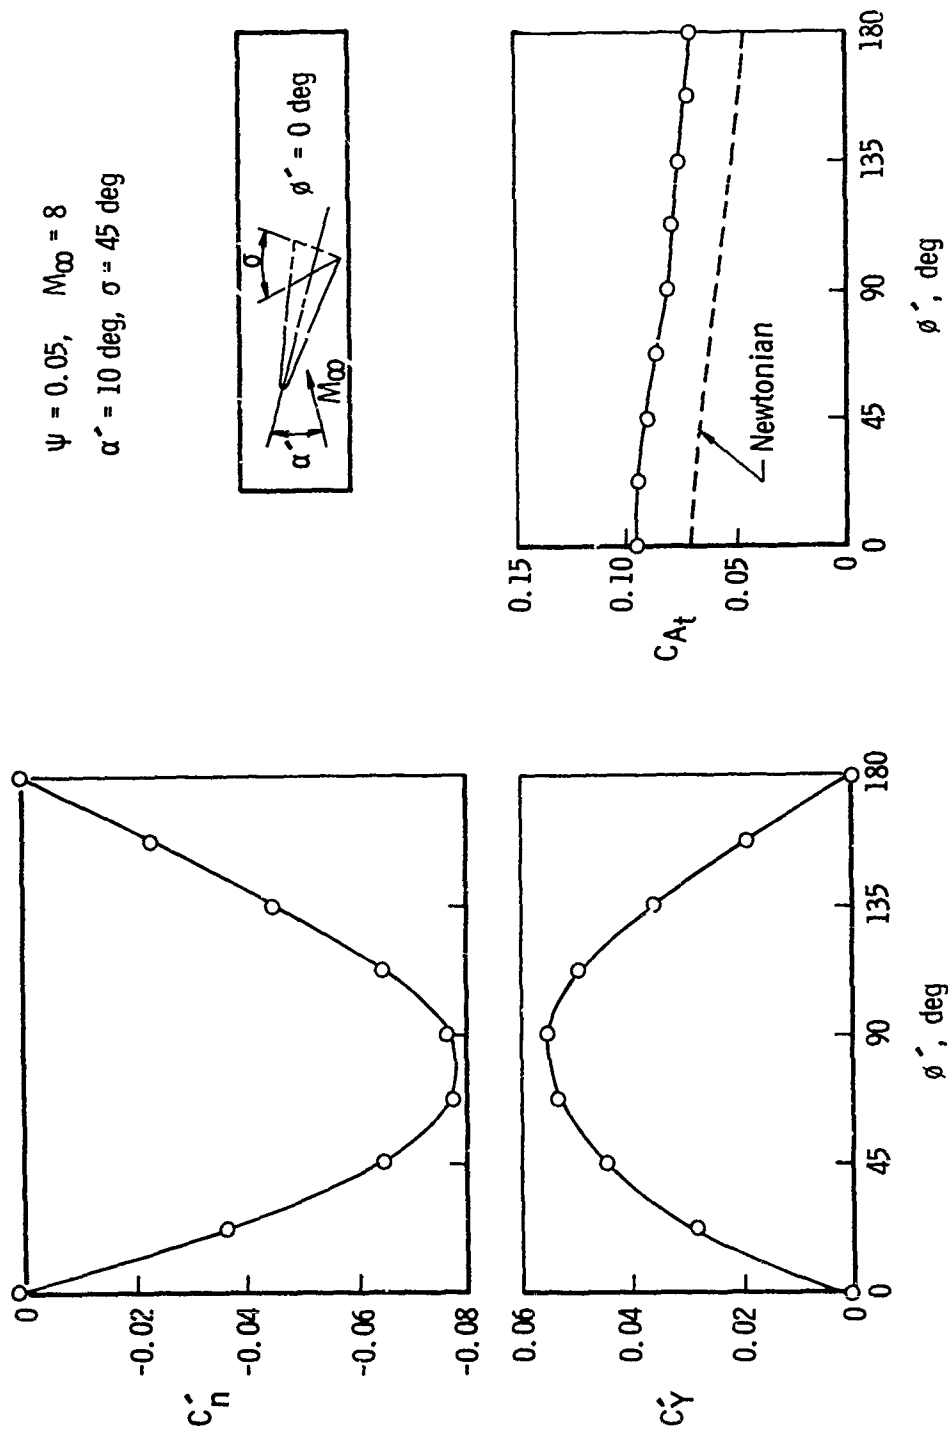 ψ = 0.05, M∞ = 8
α´ = 10 deg, σ = 45 deg
α´
M∞
σ
ø´ = 0 deg
C´n
0
-0.02
-0.04
-0.06
-0.08
C´Y
0.06
0.04
0.02
0
0 45 90 135 180
ø´, deg
CAt
0.15
0.10
0.05
0
Newtonian
0 45 90 135 180
ø´, deg